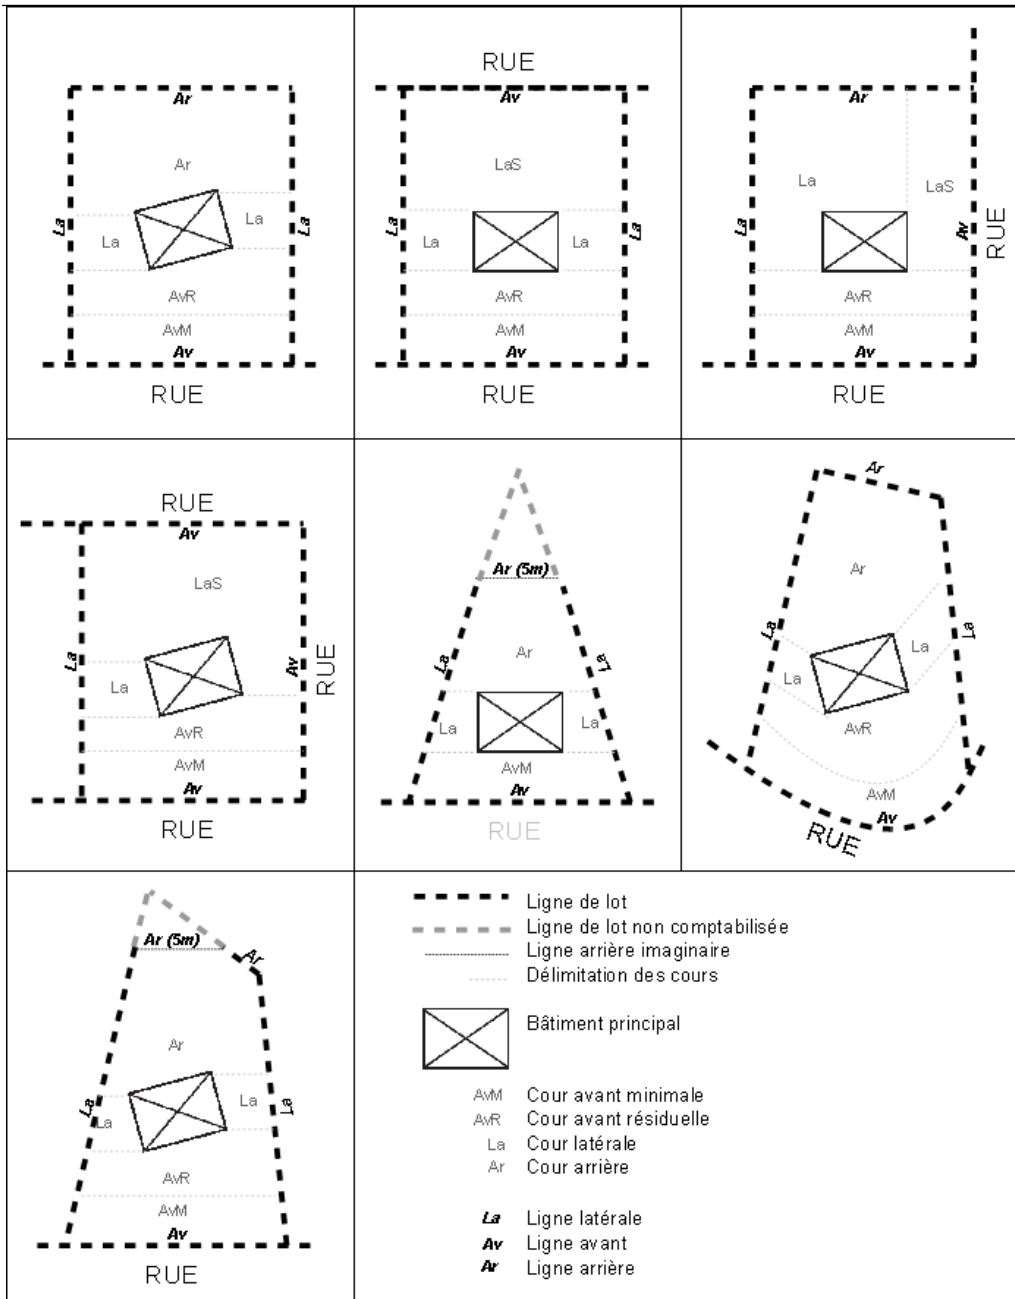 Ar
Ar
La
La
La
La
AvR
AvM
Av
RUE
RUE
Av
LaS
La
La
La
La
AvR
AvM
Av
RUE
Ar
La
LaS
La
Av
RUE
AvR
AvM
Av
RUE
RUE
Av
LaS
La
La
Av
RUE
AvR
AvM
Av
RUE
Ar (5m)
Ar
La
La
La
La
AvM
Av
RUE
Ar
Ar
La
La
La
La
AvR
AvM
Av
RUE
Ar (5m)
Ar
Ar
La
La
La
La
AvR
AvM
Av
RUE
Ligne de lot
Ligne de lot non comptabilisée
Ligne arrière imaginaire
Délimitation des cours
Bâtiment principal
AvM Cour avant minimale
AvR Cour avant résiduelle
La Cour latérale
Ar Cour arrière
La Ligne latérale
Av Ligne avant
Ar Ligne arrière